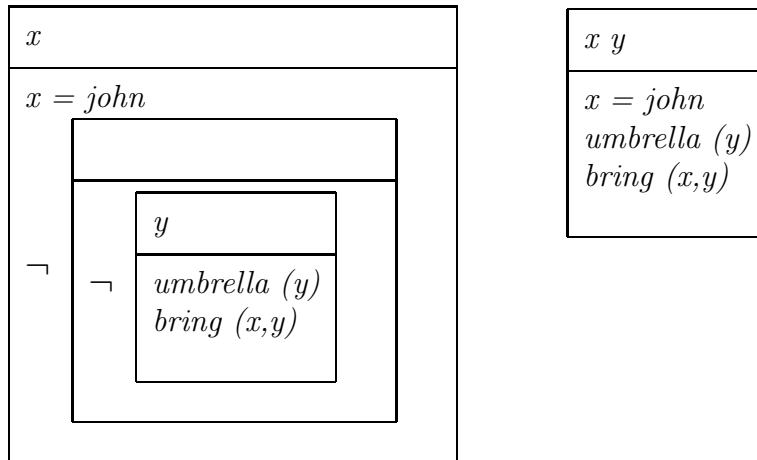 x
x = john
y
¬ ¬ umbrella (y)
bring (x,y)
x y
x = john
umbrella (y)
bring (x,y)